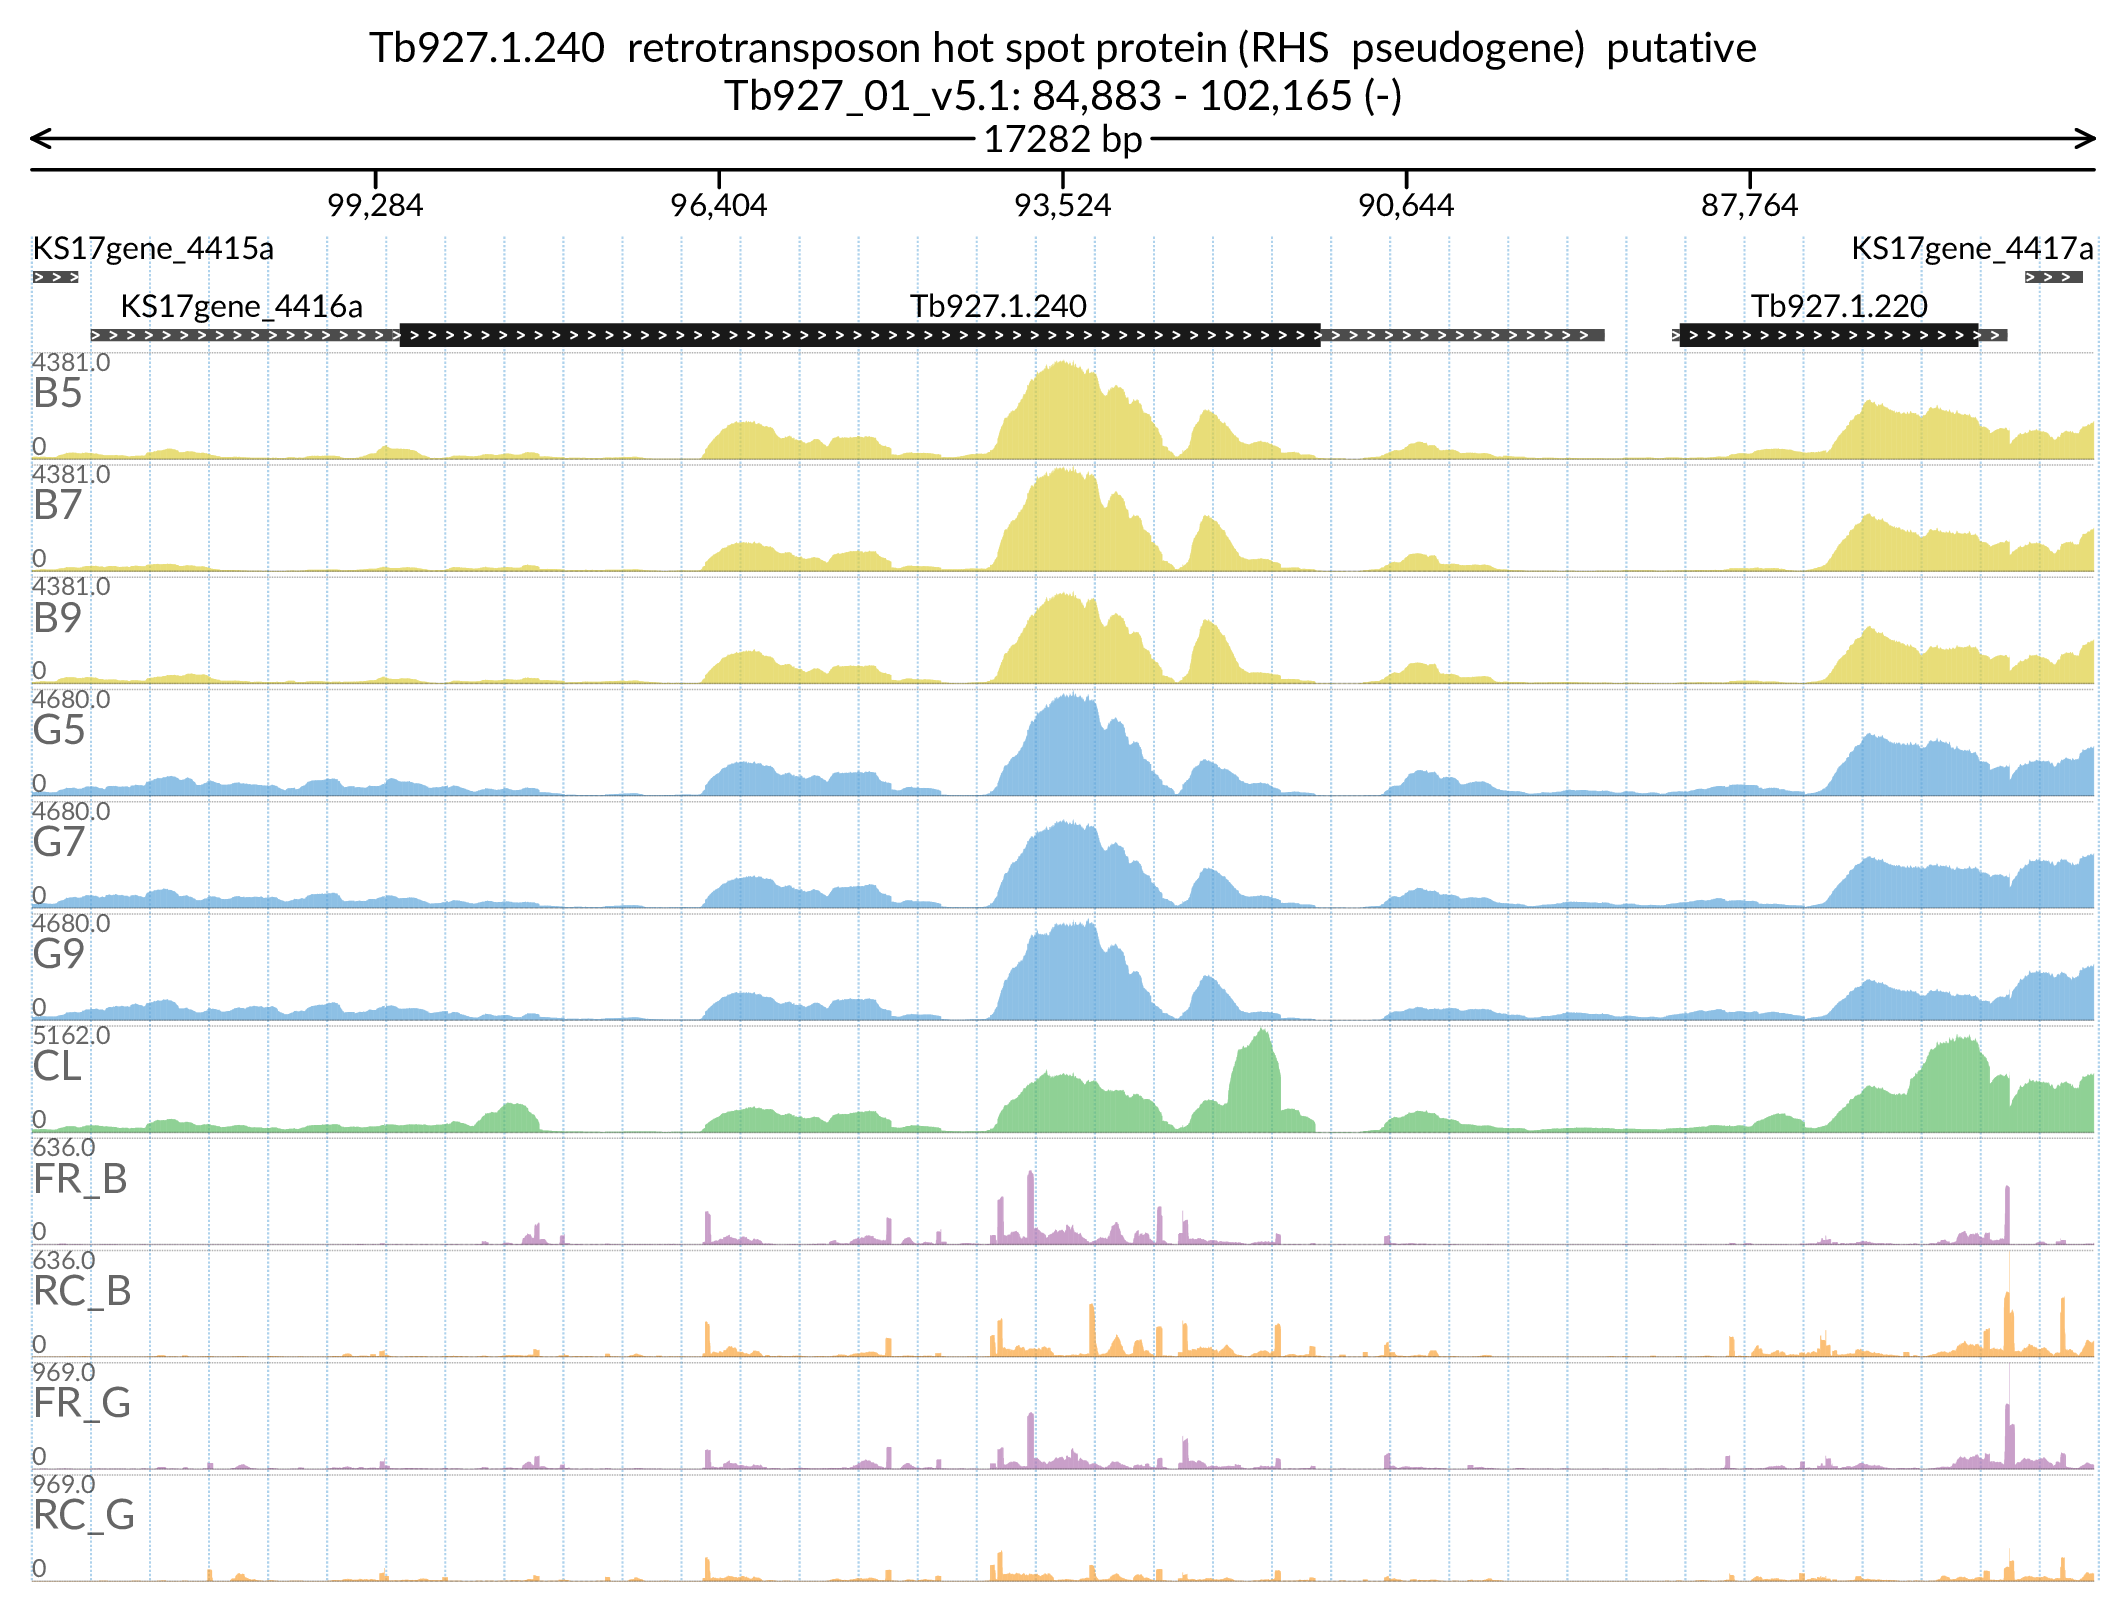 Tb927.1.240 retrotransposon hot spot protein (RHS pseudogene) putative
Tb927_01_v5.1: 84,883 - 102,165 (-)
17282 bp
99,284 96,404 93,524 90,644 87,764
KS17gene_4415a KS17gene_4417a
KS17gene_4416a Tb927.1.240 Tb927.1.220
4381.0
B5
0
4381.0
B7
0
4381.0
B9
0
4680.0
G5
0
4680.0
G7
0
4680.0
G9
0
5162.0
CL
0
636.0
FR_B
0
636.0
RC_B
0
969.0
FR_G
0
969.0
RC_G
0